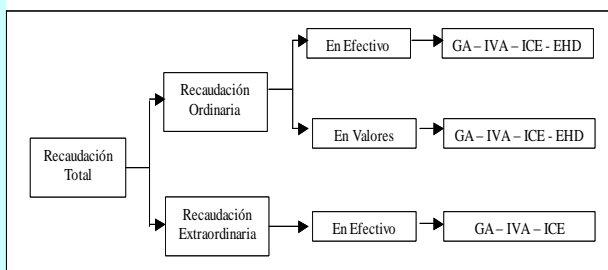 En Efectivo
GA – IVA – ICE - EHD
Recaudación
Ordinaria
En Valores
GA – IVA – ICE - EHD
Recaudación
Total
Recaudación
Extraordinaria
En Efectivo
GA – IVA – ICE